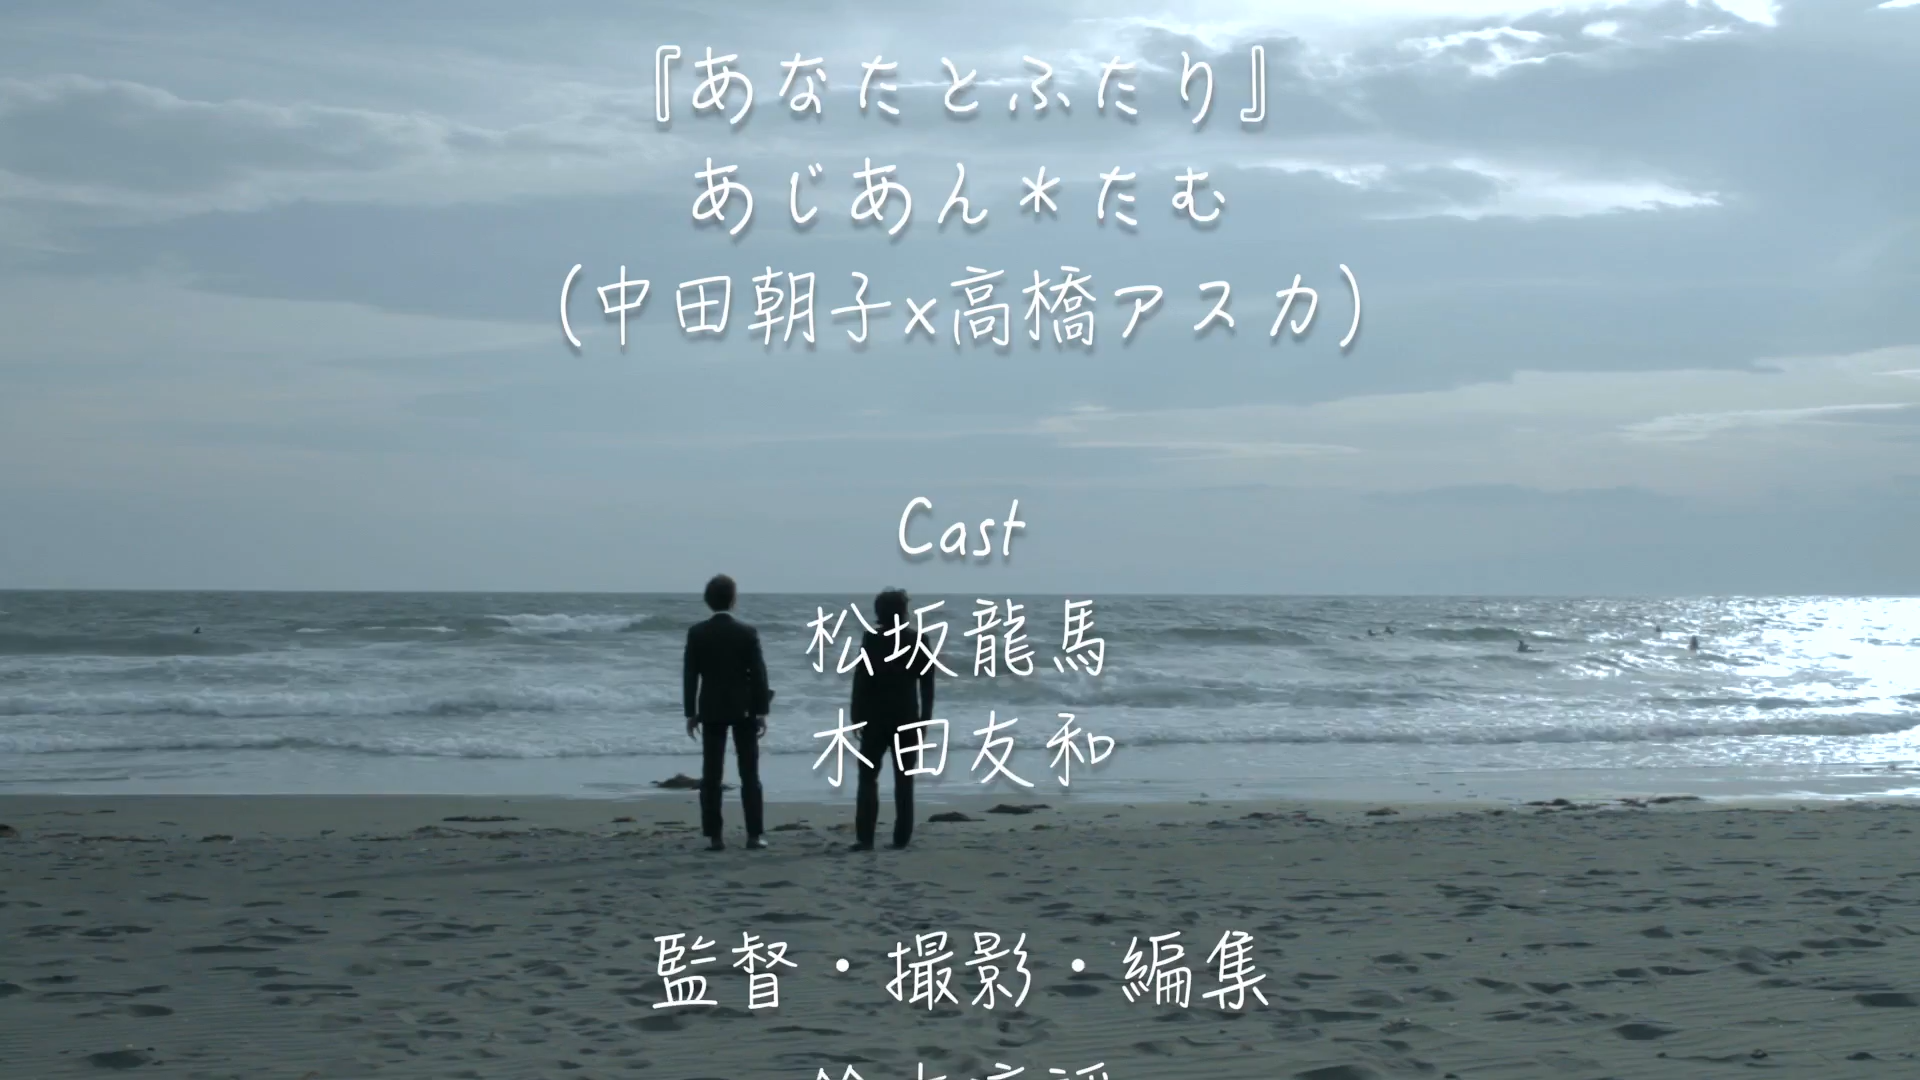 『あなたとふたり』
あじあん＊たむ
(中田朝子x高橋アスカ)
Cast
松坂龍馬
木田友和
監督・撮影・編集